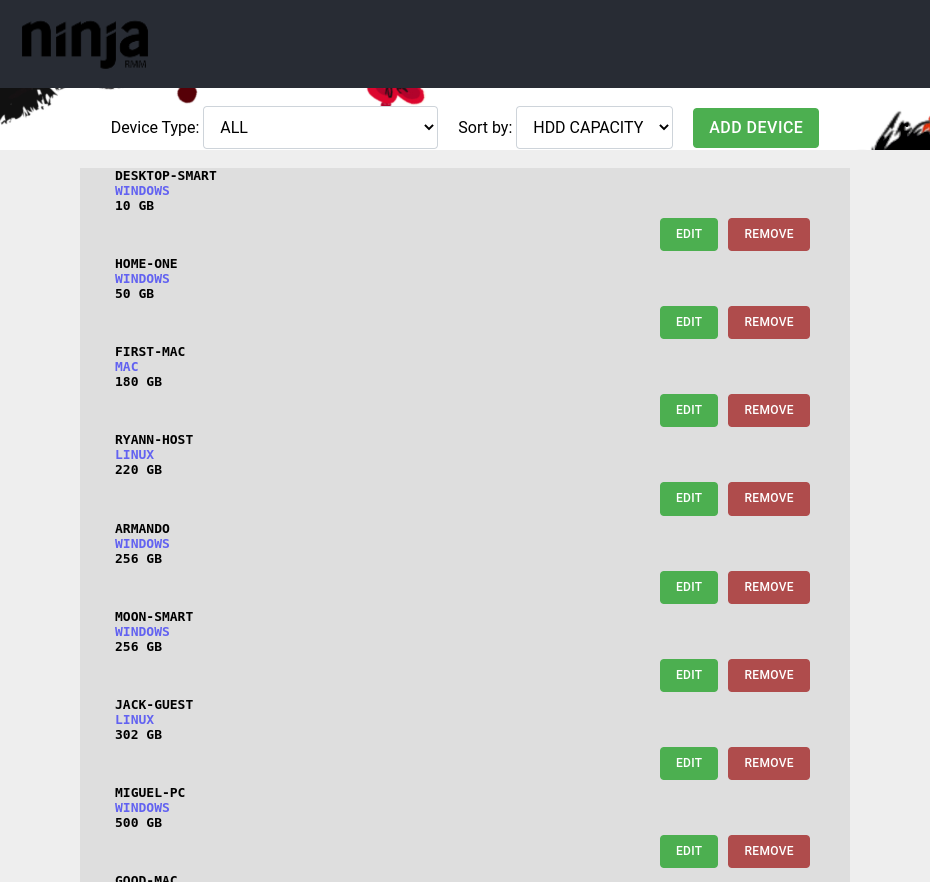 ninja
RMM
Device Type: ALL Sort by: HDD CAPACITY ADD DEVICE
DESKTOP-SMART
WINDOWS
10 GB
EDIT REMOVE
HOME-ONE
WINDOWS
50 GB
EDIT REMOVE
FIRST-MAC
MAC
180 GB
EDIT REMOVE
RYANN-HOST
LINUX
220 GB
EDIT REMOVE
ARMANDO
WINDOWS
256 GB
EDIT REMOVE
MOON-SMART
WINDOWS
256 GB
EDIT REMOVE
JACK-GUEST
LINUX
302 GB
EDIT REMOVE
MIGUEL-PC
WINDOWS
500 GB
EDIT REMOVE
GOOD-MAC